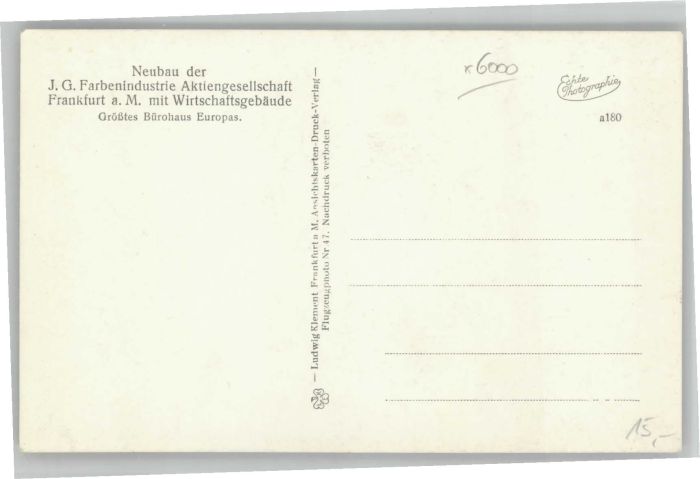 Neubau der
J. G. Farbenindustrie Aktiengesellschaft
Frankfurt a. M. mit Wirtschaftsgebäude
Größtes Bürohaus Europas.
— Ludwig Klement Frankfurt a M. Ansichtskarten-Druck-Verlag —
Flugzeugphoto Nr 47. Nachdruck verboten
x6000
Echte
Photographie
a180
15,-